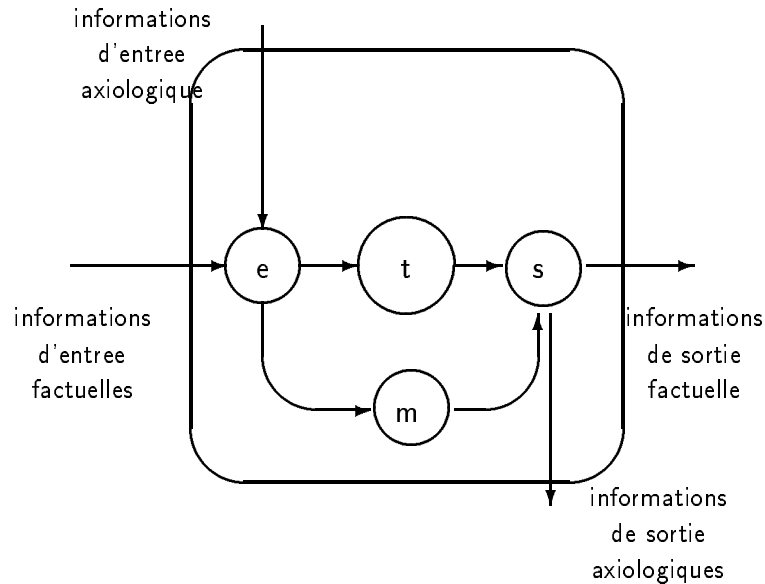 informations
d'entree
axiologique
e
t
s
informations
d'entree
factuelles
informations
de sortie
factuelle
m
informations
de sortie
axiologiques